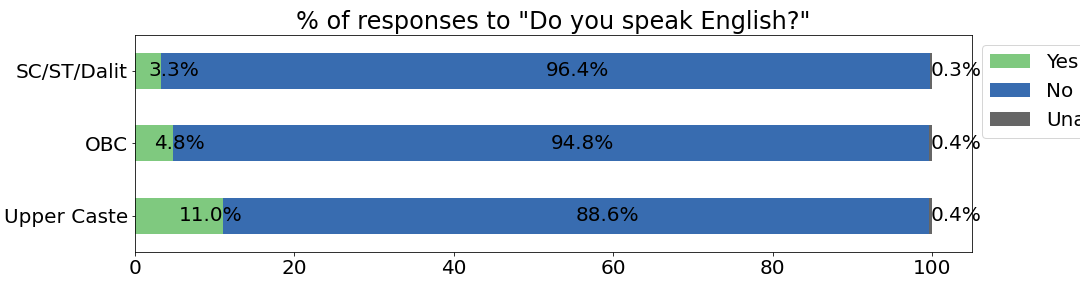 % of responses to "Do you speak English?"
SC/ST/Dalit 3.3% 96.4% 0.3%
OBC 4.8% 94.8% 0.4%
Upper Caste 11.0% 88.6% 0.4%
0 20 40 60 80 100
Yes
No
Una